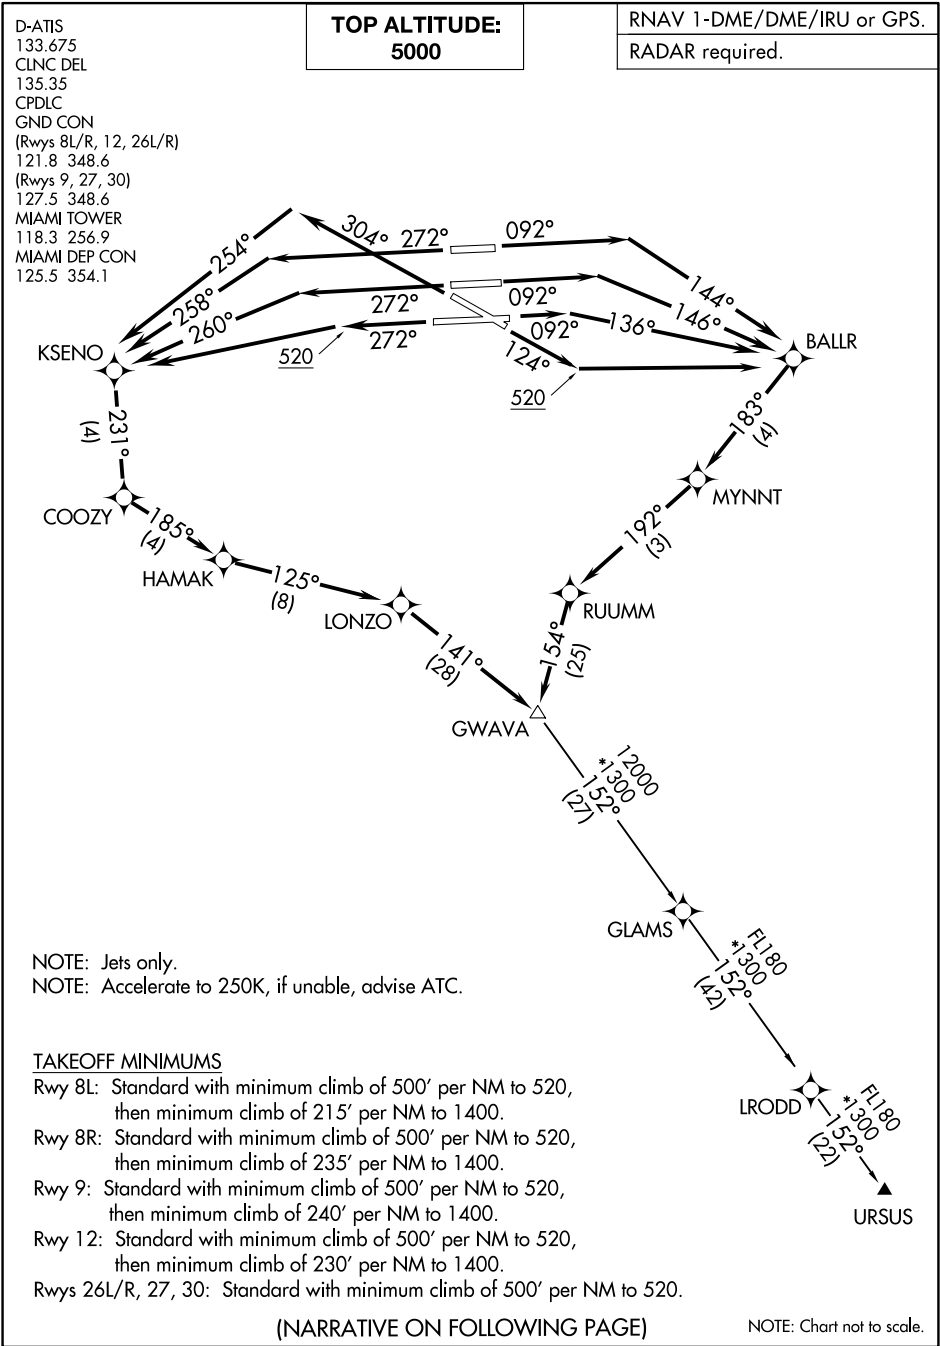 D-ATIS
133.675
CLNC DEL
135.35
CPDLC
GND CON
(Rwys 8L/R, 12, 26L/R)
121.8 348.6
(Rwys 9, 27, 30)
127.5 348.6
MIAMI TOWER
118.3 256.9
MIAMI DEP CON
125.5 354.1
TOP ALTITUDE:
5000
RNAV 1-DME/DME/IRU or GPS.
RADAR required.
304°
272°
092°
254°
258°
260°
272°
092°
272°
092°
144°
146°
136°
124°
520
520
KSENO
BALLR
231°
(4)
183°
(4)
COOZY
MYNNT
185°
(4)
192°
(3)
HAMAK
125°
(8)
LONZO
RUUMM
141°
(28)
154°
(25)
GWAVA
12000
*1300
152°
(27)
GLAMS
FL180
*1300
152°
(42)
LRODD
FL180
*1300
152°
(22)
URSUS
NOTE: Jets only.
NOTE: Accelerate to 250K, if unable, advise ATC.
TAKEOFF MINIMUMS
Rwy 8L: Standard with minimum climb of 500' per NM to 520,
then minimum climb of 215' per NM to 1400.
Rwy 8R: Standard with minimum climb of 500' per NM to 520,
then minimum climb of 235' per NM to 1400.
Rwy 9: Standard with minimum climb of 500' per NM to 520,
then minimum climb of 240' per NM to 1400.
Rwy 12: Standard with minimum climb of 500' per NM to 520,
then minimum climb of 230' per NM to 1400.
Rwys 26L/R, 27, 30: Standard with minimum climb of 500' per NM to 520.
(NARRATIVE ON FOLLOWING PAGE)
NOTE: Chart not to scale.